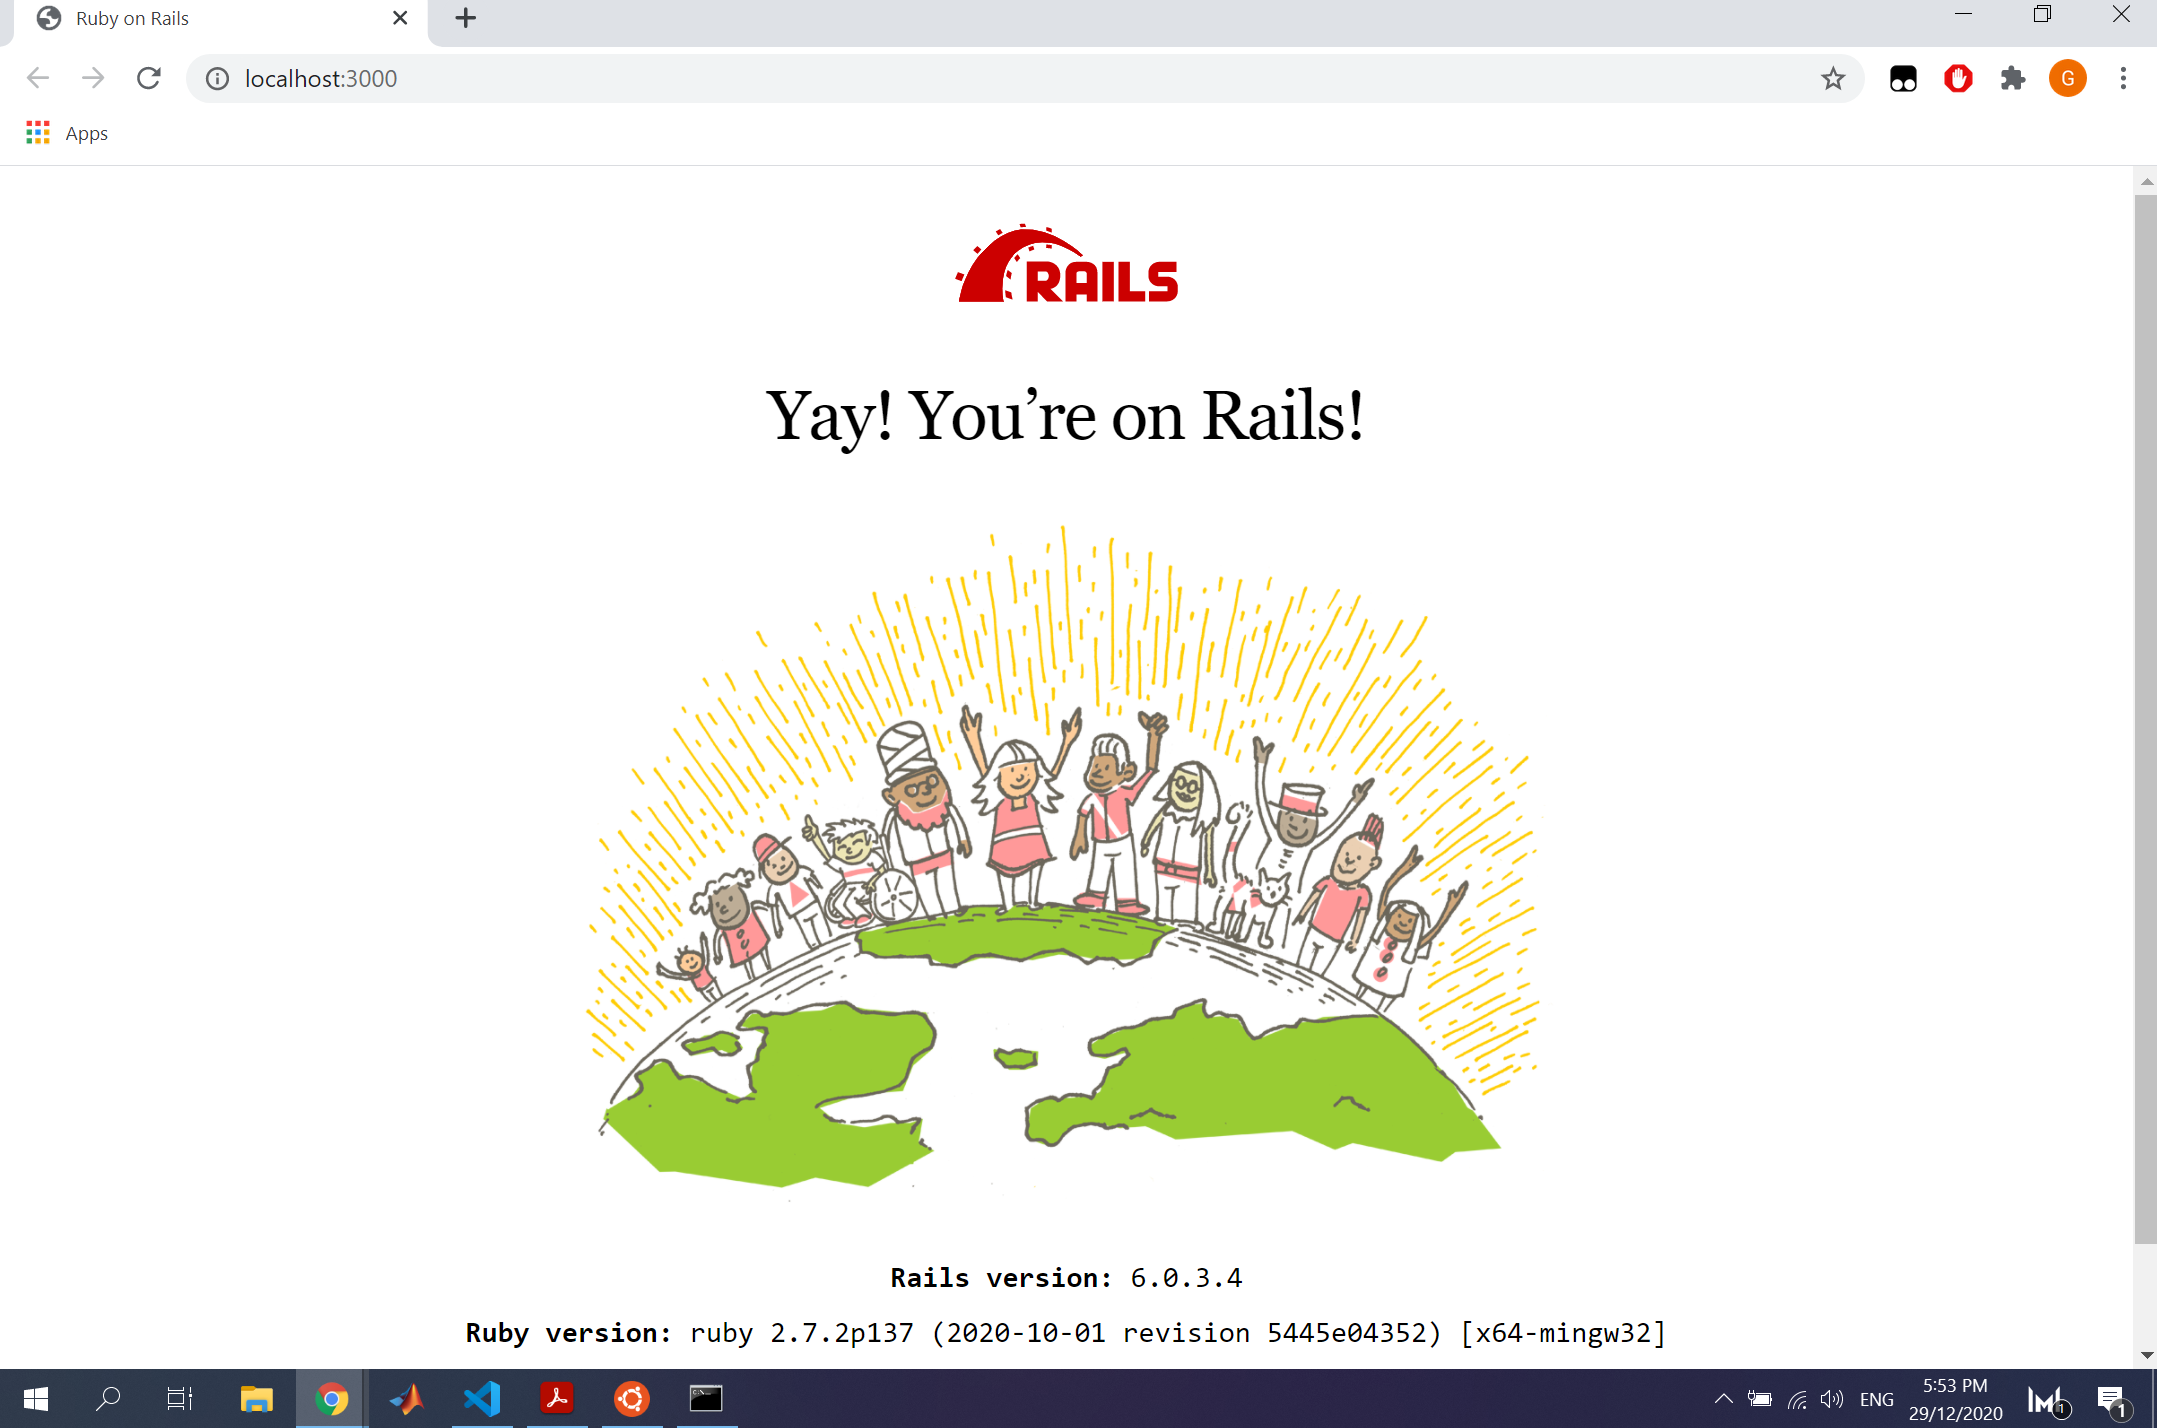 Ruby on Rails
localhost:3000
G
Apps
RAILS
Yay! You’re on Rails!
Rails version: 6.0.3.4
Ruby version: ruby 2.7.2p137 (2020-10-01 revision 5445e04352) [x64-mingw32]
ENG
5:53 PM
29/12/2020
1
1